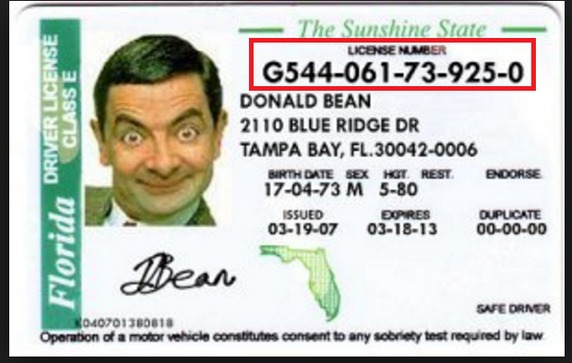 The Sunshine State
LICENSE NUMBER
G544-061-73-925-0
DONALD BEAN
2110 BLUE RIDGE DR
TAMPA BAY, FL.30042-0006
BIRTH DATE SEX HGT. REST. ENDORSE.
17-04-73 M 5-80
ISSUED EXPIRES DUPLICATE
03-19-07 03-18-13 00-00-00
DBean
SAFE DRIVER
K040701380818
Operation of a motor vehicle constitutes consent to any sobriety test required by law
Florida DRIVER LICENSE
CLASS E